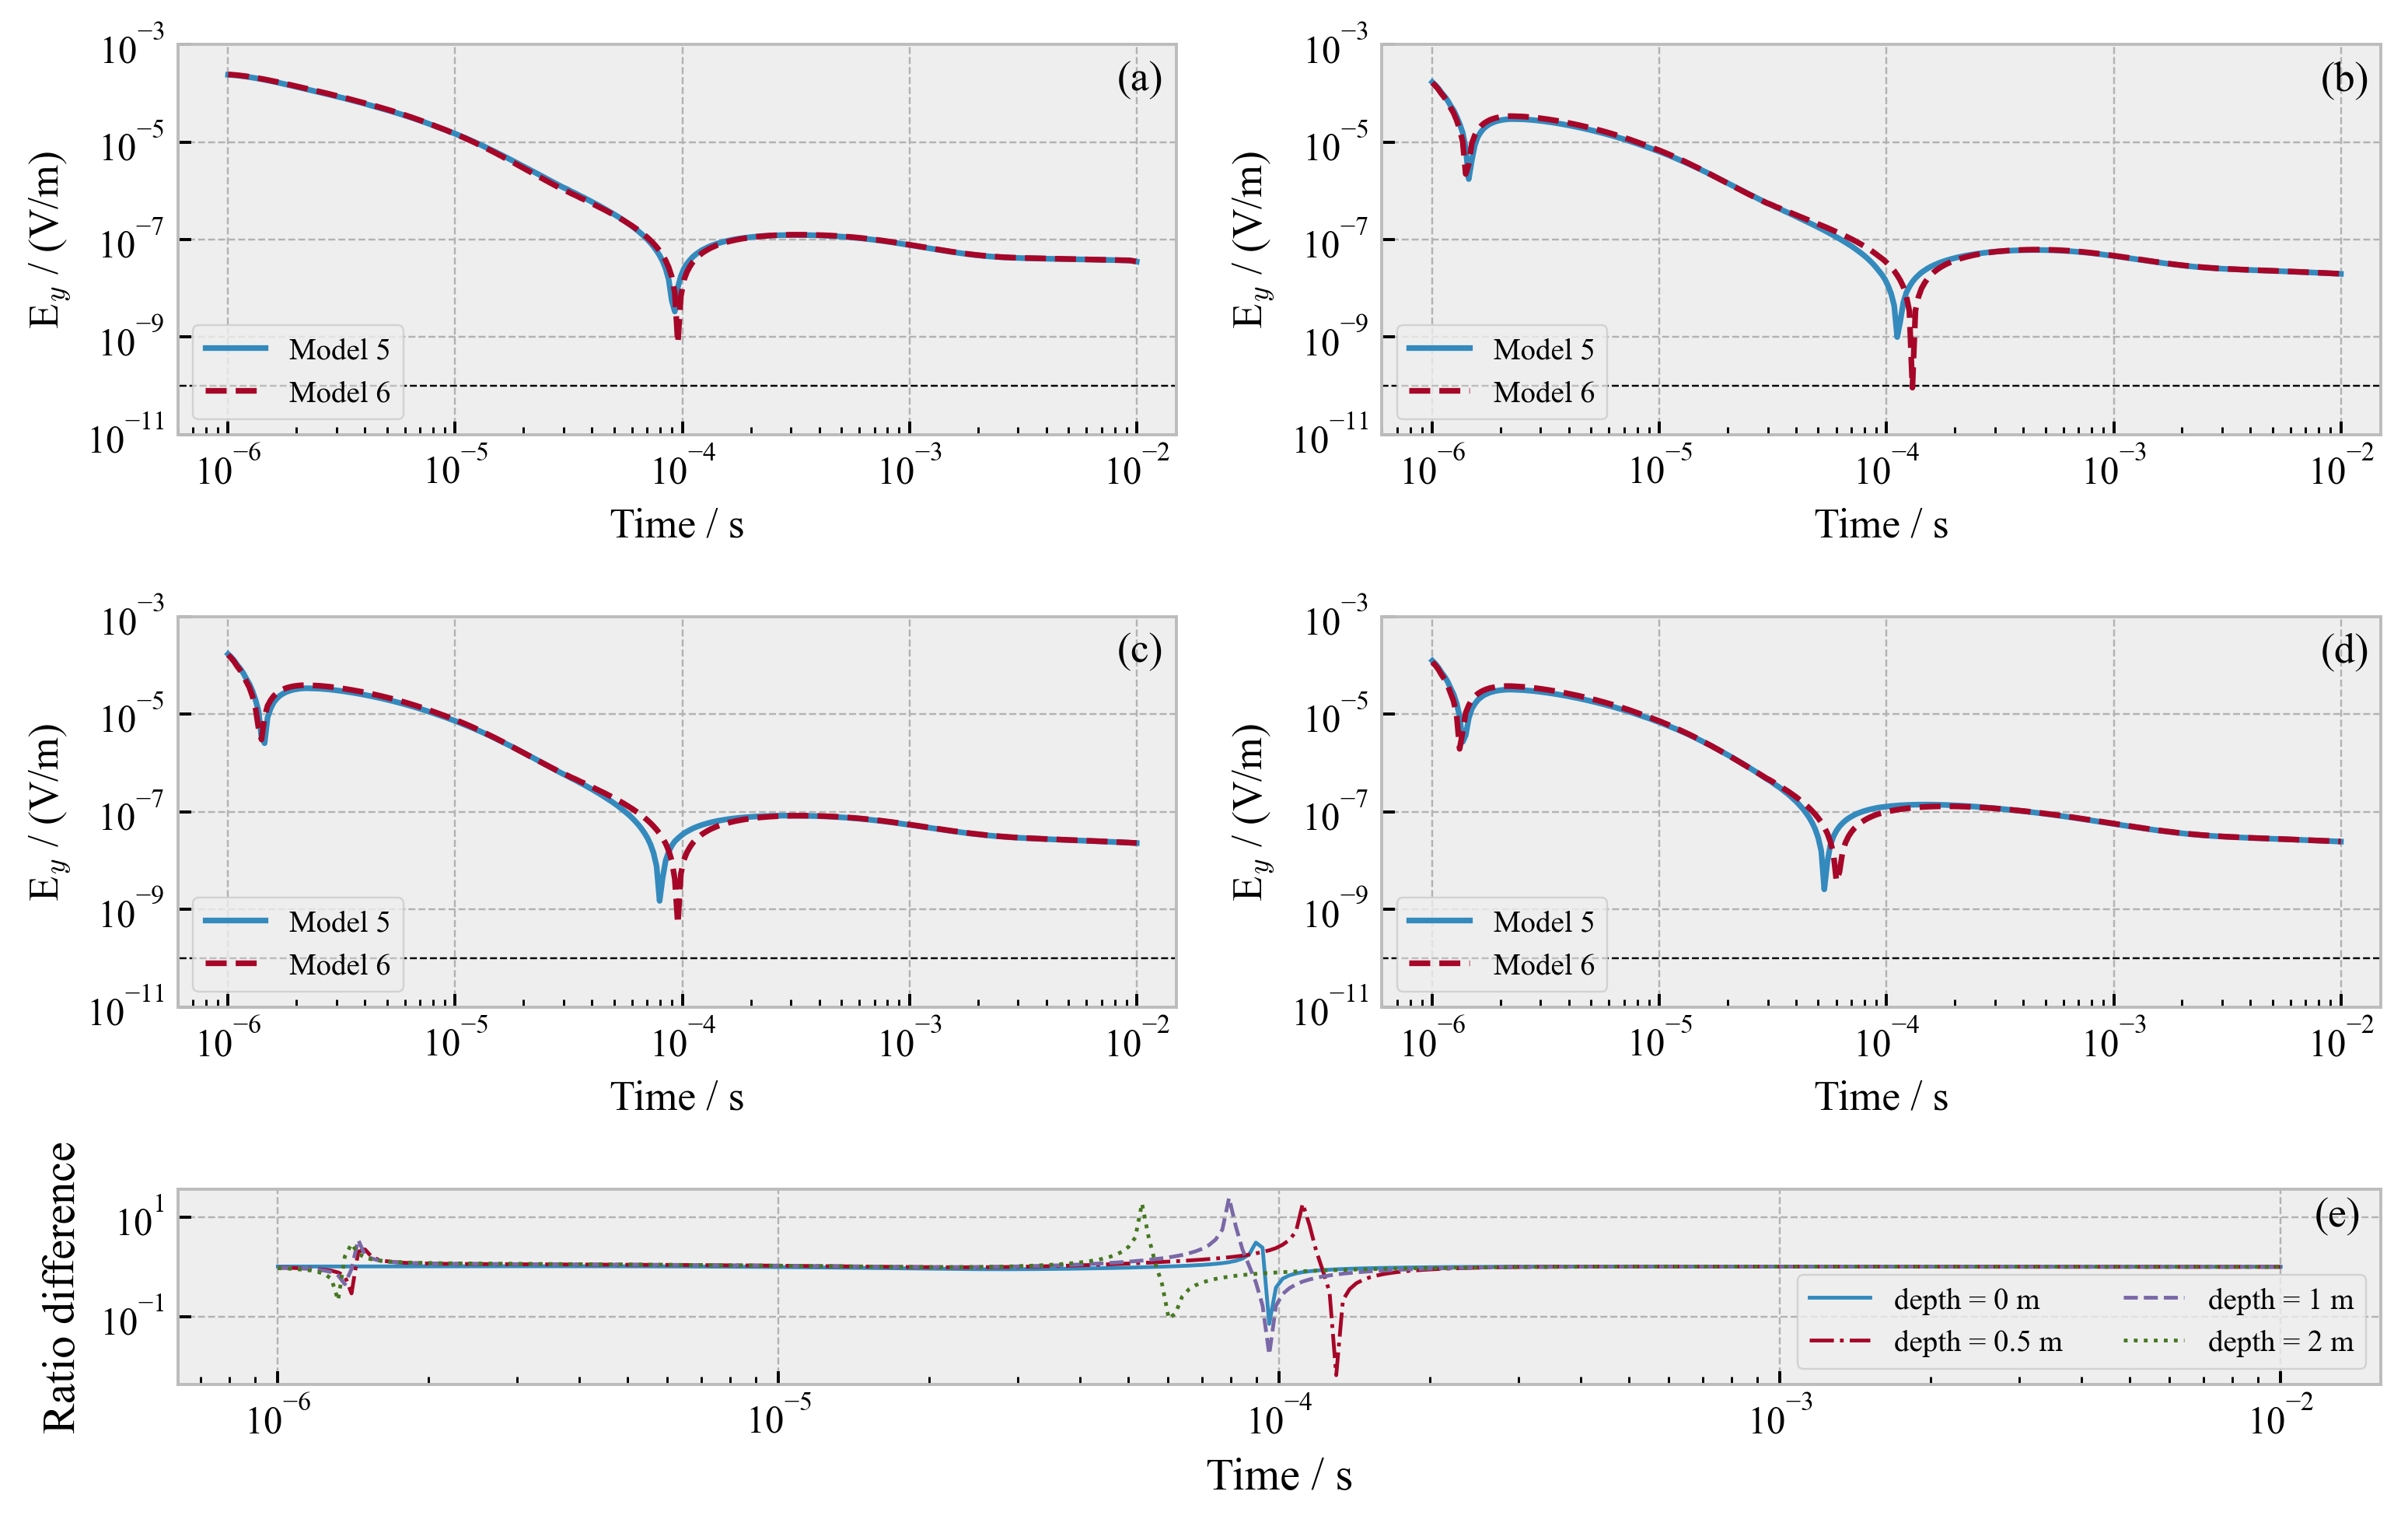 (a)
E_y / (V/m)
10⁻³
10⁻⁵
10⁻⁷
10⁻⁹
10⁻¹¹
Model 5
Model 6
10⁻⁶ 10⁻⁵ 10⁻⁴ 10⁻³ 10⁻²
Time / s
(b)
E_y / (V/m)
10⁻³
10⁻⁵
10⁻⁷
10⁻⁹
10⁻¹¹
Model 5
Model 6
10⁻⁶ 10⁻⁵ 10⁻⁴ 10⁻³ 10⁻²
Time / s
(c)
E_y / (V/m)
10⁻³
10⁻⁵
10⁻⁷
10⁻⁹
10⁻¹¹
Model 5
Model 6
10⁻⁶ 10⁻⁵ 10⁻⁴ 10⁻³ 10⁻²
Time / s
(d)
E_y / (V/m)
10⁻³
10⁻⁵
10⁻⁷
10⁻⁹
10⁻¹¹
Model 5
Model 6
10⁻⁶ 10⁻⁵ 10⁻⁴ 10⁻³ 10⁻²
Time / s
(e)
Ratio difference
10¹
10⁻¹
depth = 0 m depth = 1 m
depth = 0.5 m depth = 2 m
10⁻⁶ 10⁻⁵ 10⁻⁴ 10⁻³ 10⁻²
Time / s